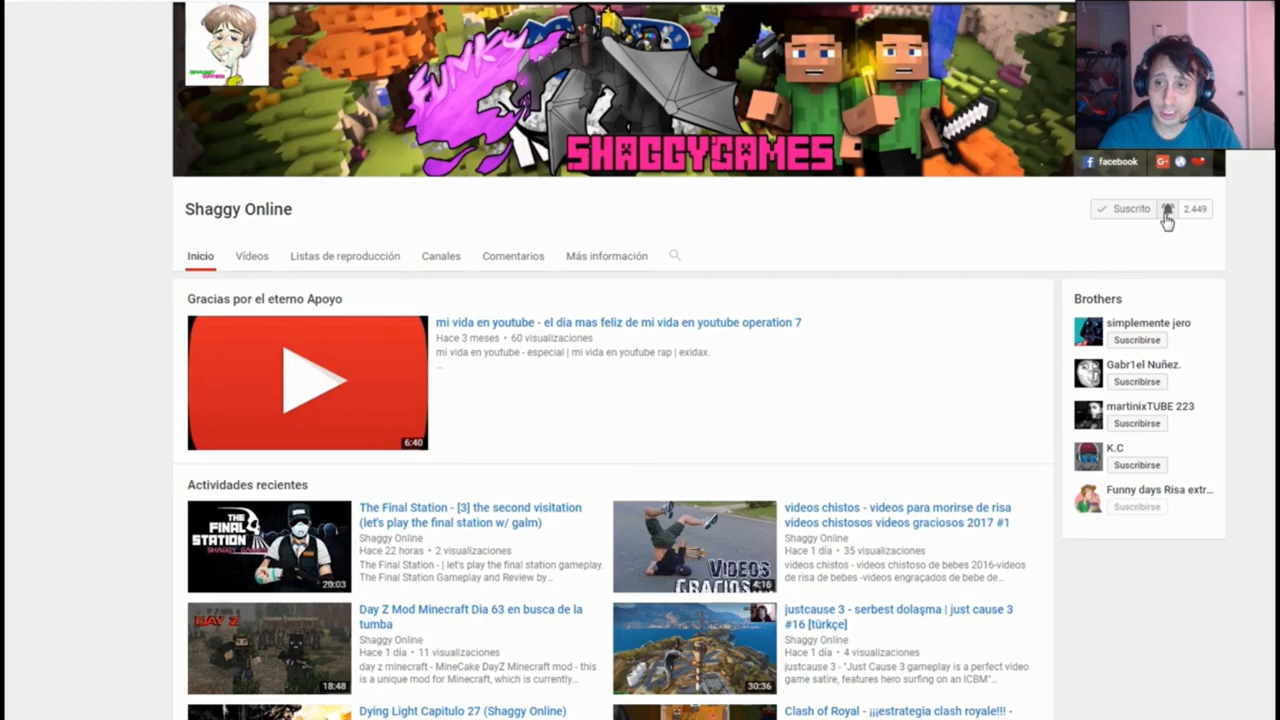 SHAGGY
GAMES
SHAGGYGAMES
facebook
Shaggy Online
Suscrito
2.449
Inicio
Vídeos
Listas de reproducción
Canales
Comentarios
Más información
Gracias por el eterno Apoyo
mi vida en youtube - el dia mas feliz de mi vida en youtube operation 7
Hace 3 meses • 60 visualizaciones
mi vida en youtube - especial | mi vida en youtube rap | exidax.
...
6:40
Brothers
simplemente jero
Suscribirse
Gabr1el Nuñez.
Suscribirse
martinixTUBE 223
Suscribirse
K.C
Suscribirse
Funny days Risa extr...
Suscribirse
Actividades recientes
THE
FINAL
STATION
SHAGGY GAMES
20:03
The Final Station - [3] the second visitation
(let's play the final station w/ galm)
Shaggy Online
Hace 22 horas • 2 visualizaciones
The Final Station - | let's play the final station gameplay.
The Final Station Gameplay and Review by...
VIDEOS
GRACIOSOS
4:16
videos chistos - videos para morirse de risa
videos chistosos videos graciosos 2017 #1
Shaggy Online
Hace 1 día • 35 visualizaciones
videos chistos - videos chistoso de bebes 2016-videos
de risa de bebes -videos engraçados de bebe de...
DAY Z
18:48
Day Z Mod Minecraft Dia 63 en busca de la
tumba
Shaggy Online
Hace 1 día • 11 visualizaciones
day z minecraft - MineCake DayZ Minecraft mod - this
is a unique mod for Minecraft, which is currently...
30:36
justcause 3 - serbest dolaşma | just cause 3
#16 [türkçe]
Shaggy Online
Hace 1 día • 4 visualizaciones
justcause 3 - "Just Cause 3 gameplay is a perfect video
game satire, features hero surfing on an ICBM"...
Dying Light Capitulo 27 (Shaggy Online)
Clash of Royal - ¡¡¡estrategia clash royale!!! -